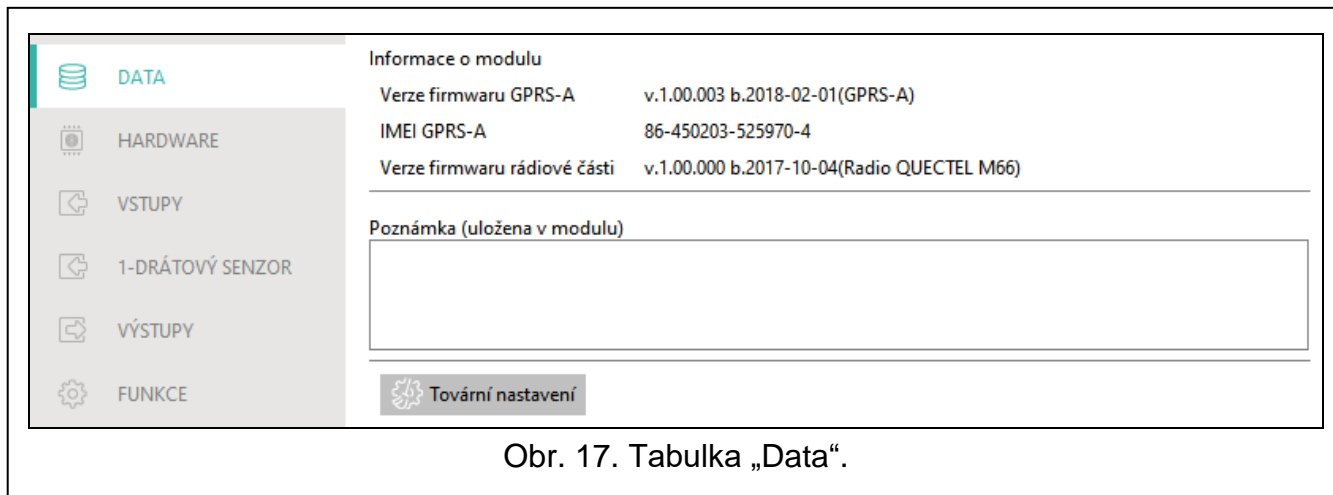 DATA
HARDWARE
VSTUPY
1-DRÁTOVÝ SENZOR
VÝSTUPY
FUNKCE
Informace o modulu
Verze firmwaru GPRS-A v.1.00.003 b.2018-02-01(GPRS-A)
IMEI GPRS-A 86-450203-525970-4
Verze firmwaru rádiové části v.1.00.000 b.2017-10-04(Radio QUECTEL M66)
Poznámka (uložena v modulu)
Tovární nastavení
Obr. 17. Tabulka „Data“.